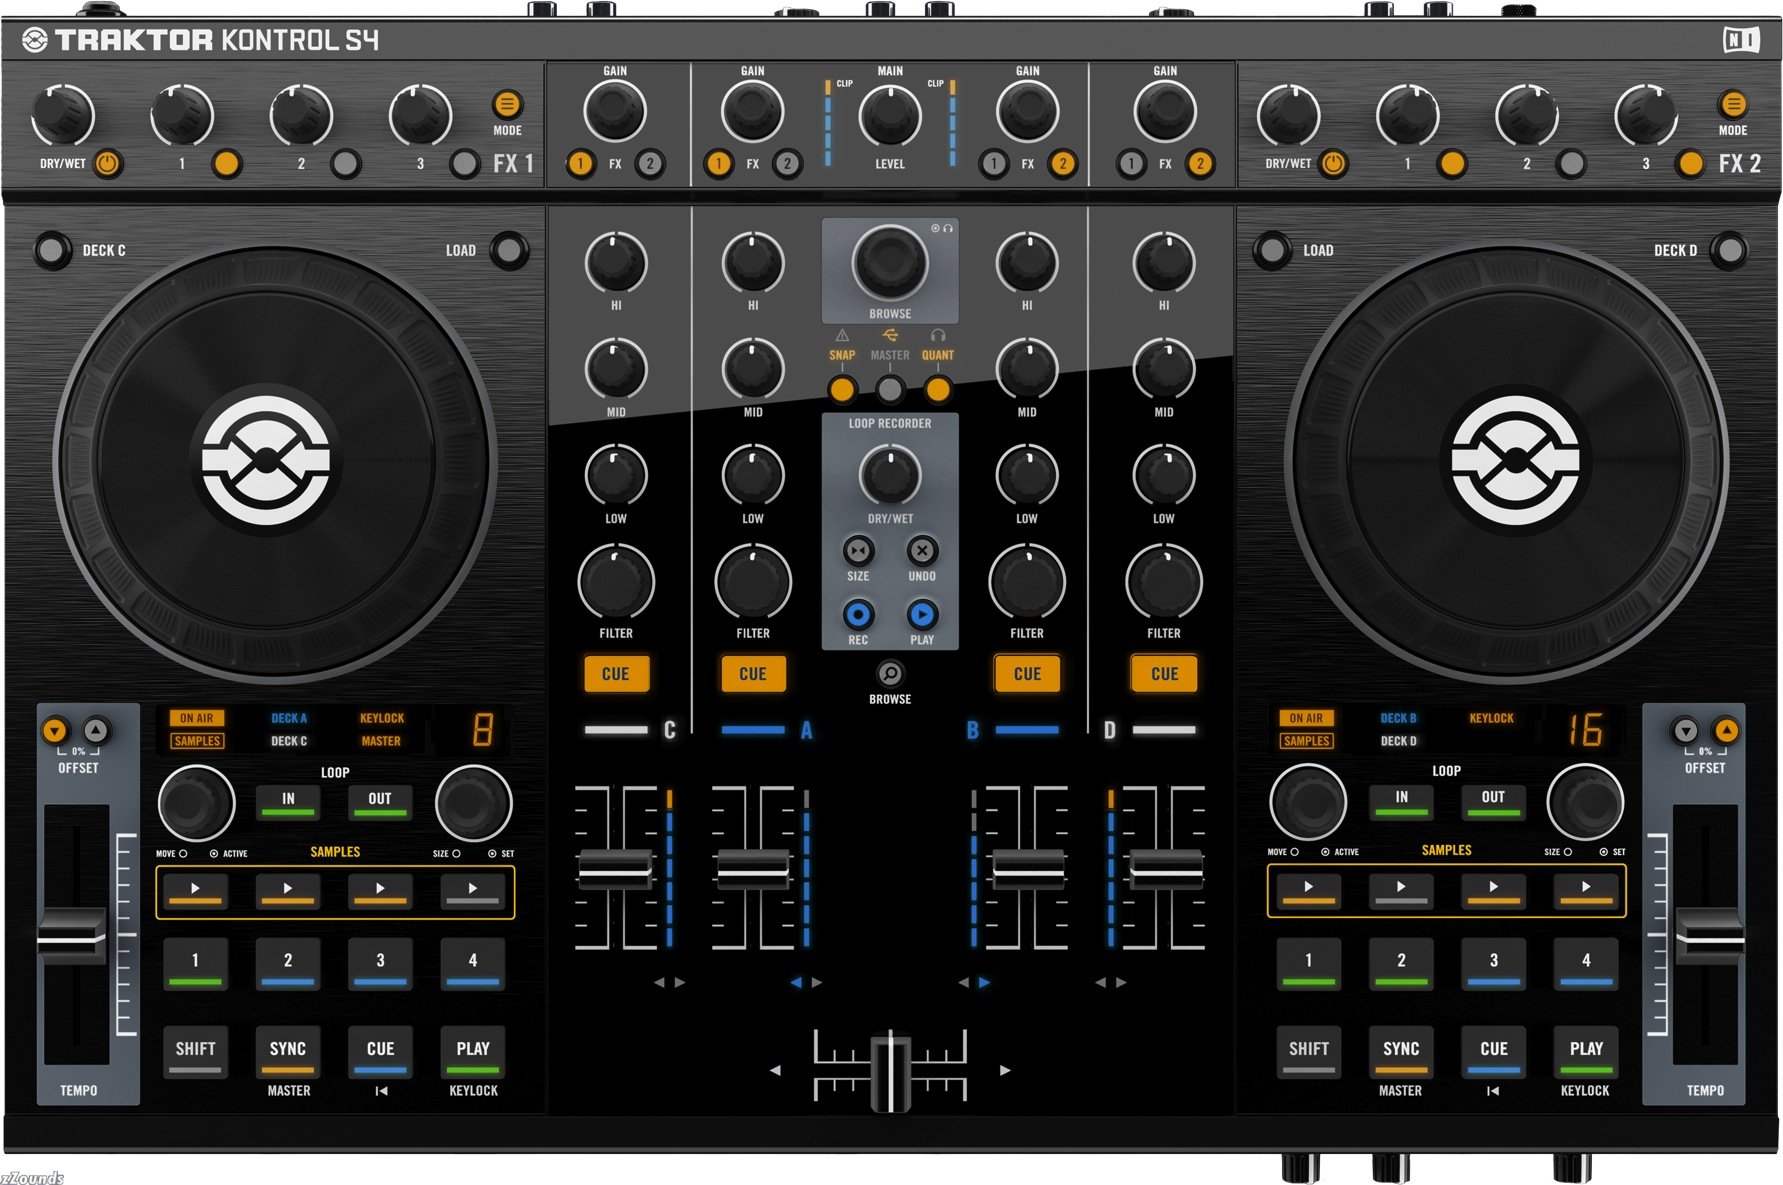 TRAKTOR KONTROL S4
NI
GAIN GAIN MAIN GAIN GAIN
CLIP CLIP
MODE MODE
DRY/WET 1 2 3 FX 1
1 FX 2 1 FX 2 LEVEL 1 FX 2 1 FX 2
DRY/WET 1 2 3 FX 2
DECK C LOAD
LOAD DECK D
HI HI BROWSE HI HI
SNAP MASTER QUANT
MID MID MID MID
LOOP RECORDER
LOW LOW DRY/WET LOW LOW
SIZE UNDO
FILTER FILTER REC PLAY FILTER FILTER
CUE CUE CUE CUE
BROWSE
C A B D
ON AIR DECK A KEYLOCK 8
SAMPLES DECK C MASTER
0%
OFFSET
LOOP
IN OUT
MOVE ACTIVE SAMPLES SIZE SET
1 2 3 4
SHIFT SYNC CUE PLAY
TEMPO MASTER KEYLOCK
ON AIR DECK B KEYLOCK 16
SAMPLES DECK D
0%
OFFSET
LOOP
IN OUT
MOVE ACTIVE SAMPLES SIZE SET
1 2 3 4
SHIFT SYNC CUE PLAY
MASTER KEYLOCK TEMPO
zZounds